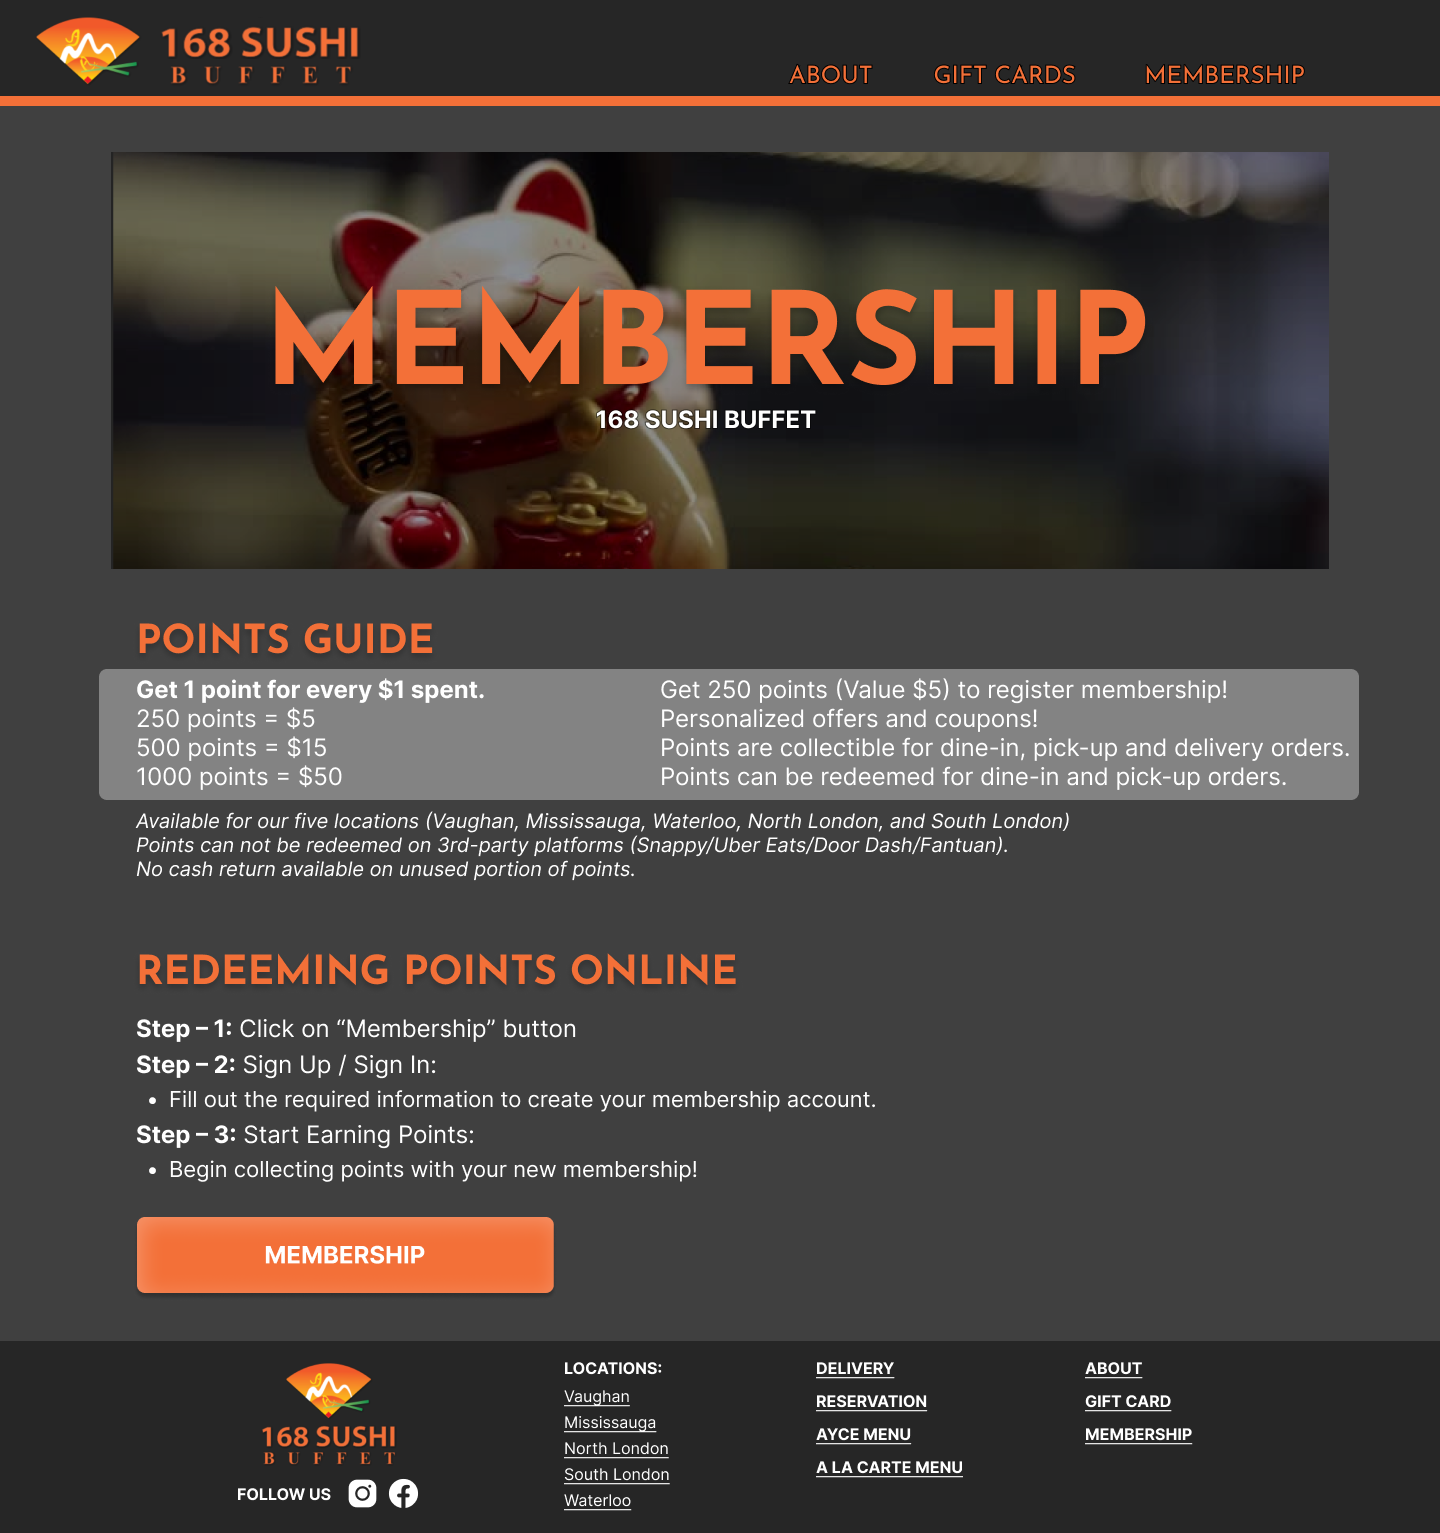 168 SUSHI
BUFFET
ABOUT
GIFT CARDS
MEMBERSHIP
MEMBERSHIP
168 SUSHI BUFFET
POINTS GUIDE
Get 1 point for every $1 spent.
250 points = $5
500 points = $15
1000 points = $50
Get 250 points (Value $5) to register membership!
Personalized offers and coupons!
Points are collectible for dine-in, pick-up and delivery orders.
Points can be redeemed for dine-in and pick-up orders.
Available for our five locations (Vaughan, Mississauga, Waterloo, North London, and South London)
Points can not be redeemed on 3rd-party platforms (Snappy/Uber Eats/Door Dash/Fantuan).
No cash return available on unused portion of points.
REDEEMING POINTS ONLINE
Step – 1: Click on “Membership” button
Step – 2: Sign Up / Sign In:
• Fill out the required information to create your membership account.
Step – 3: Start Earning Points:
• Begin collecting points with your new membership!
MEMBERSHIP
168 SUSHI
BUFFET
FOLLOW US
LOCATIONS:
Vaughan
Mississauga
North London
South London
Waterloo
DELIVERY
RESERVATION
AYCE MENU
A LA CARTE MENU
ABOUT
GIFT CARD
MEMBERSHIP